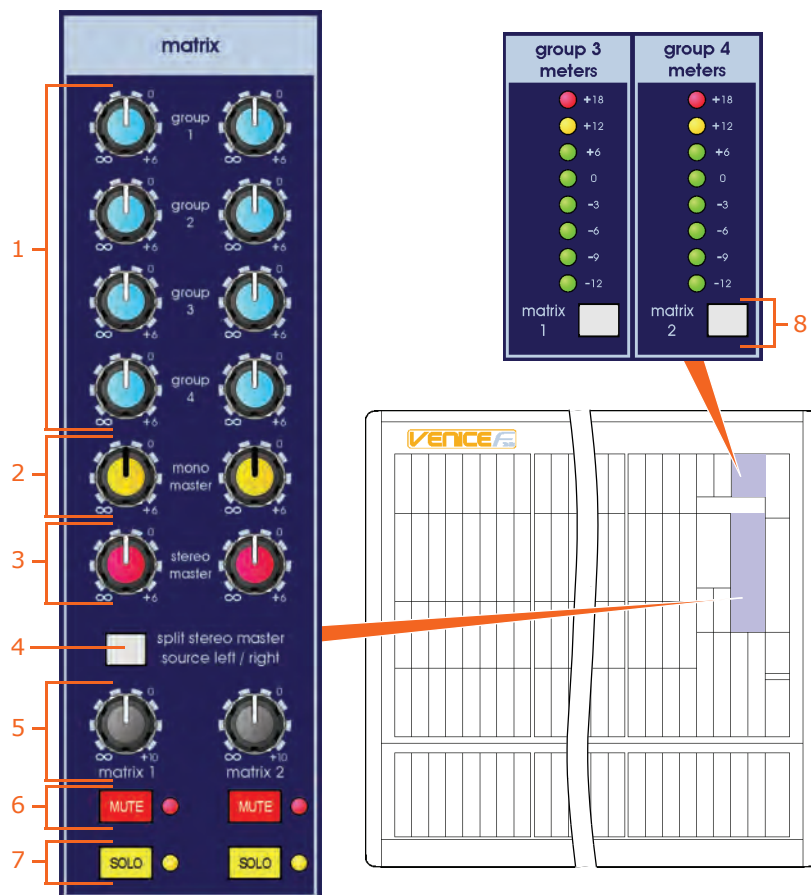 matrix
0 0
group
1
∞ +6 ∞ +6
0 0
group
2
∞ +6 ∞ +6
0 0
group
3
∞ +6 ∞ +6
0 0
group
4
∞ +6 ∞ +6
1
0 0
mono
master
∞ +6 ∞ +6
2
0 0
stereo
master
∞ +6 ∞ +6
3
split stereo master
source left / right
4
0 0
∞ +10 ∞ +10
matrix 1 matrix 2
5
MUTE MUTE
6
SOLO SOLO
7
group 3
meters
+18
+12
+6
0
-3
-6
-9
-12
matrix
1
group 4
meters
+18
+12
+6
0
-3
-6
-9
-12
matrix
2
8
VENICE F